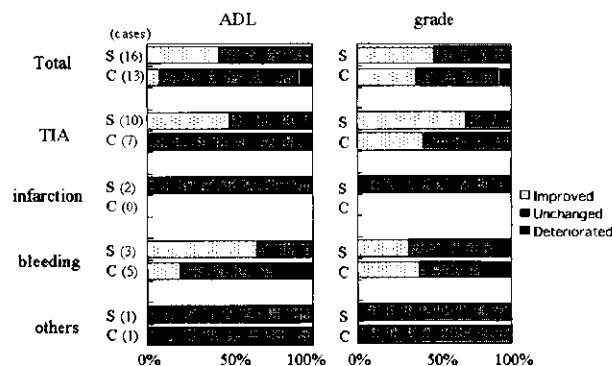 ADL grade
(cases)
Total S (16) S
C (13) C
TIA S (10) S
C (7) C
infarction S (2) S
C (0) C
Improved
Unchanged
Deteriorated
bleeding S (3) S
C (5) C
others S (1) S
C (1) C
0% 50% 100% 0% 50% 100%